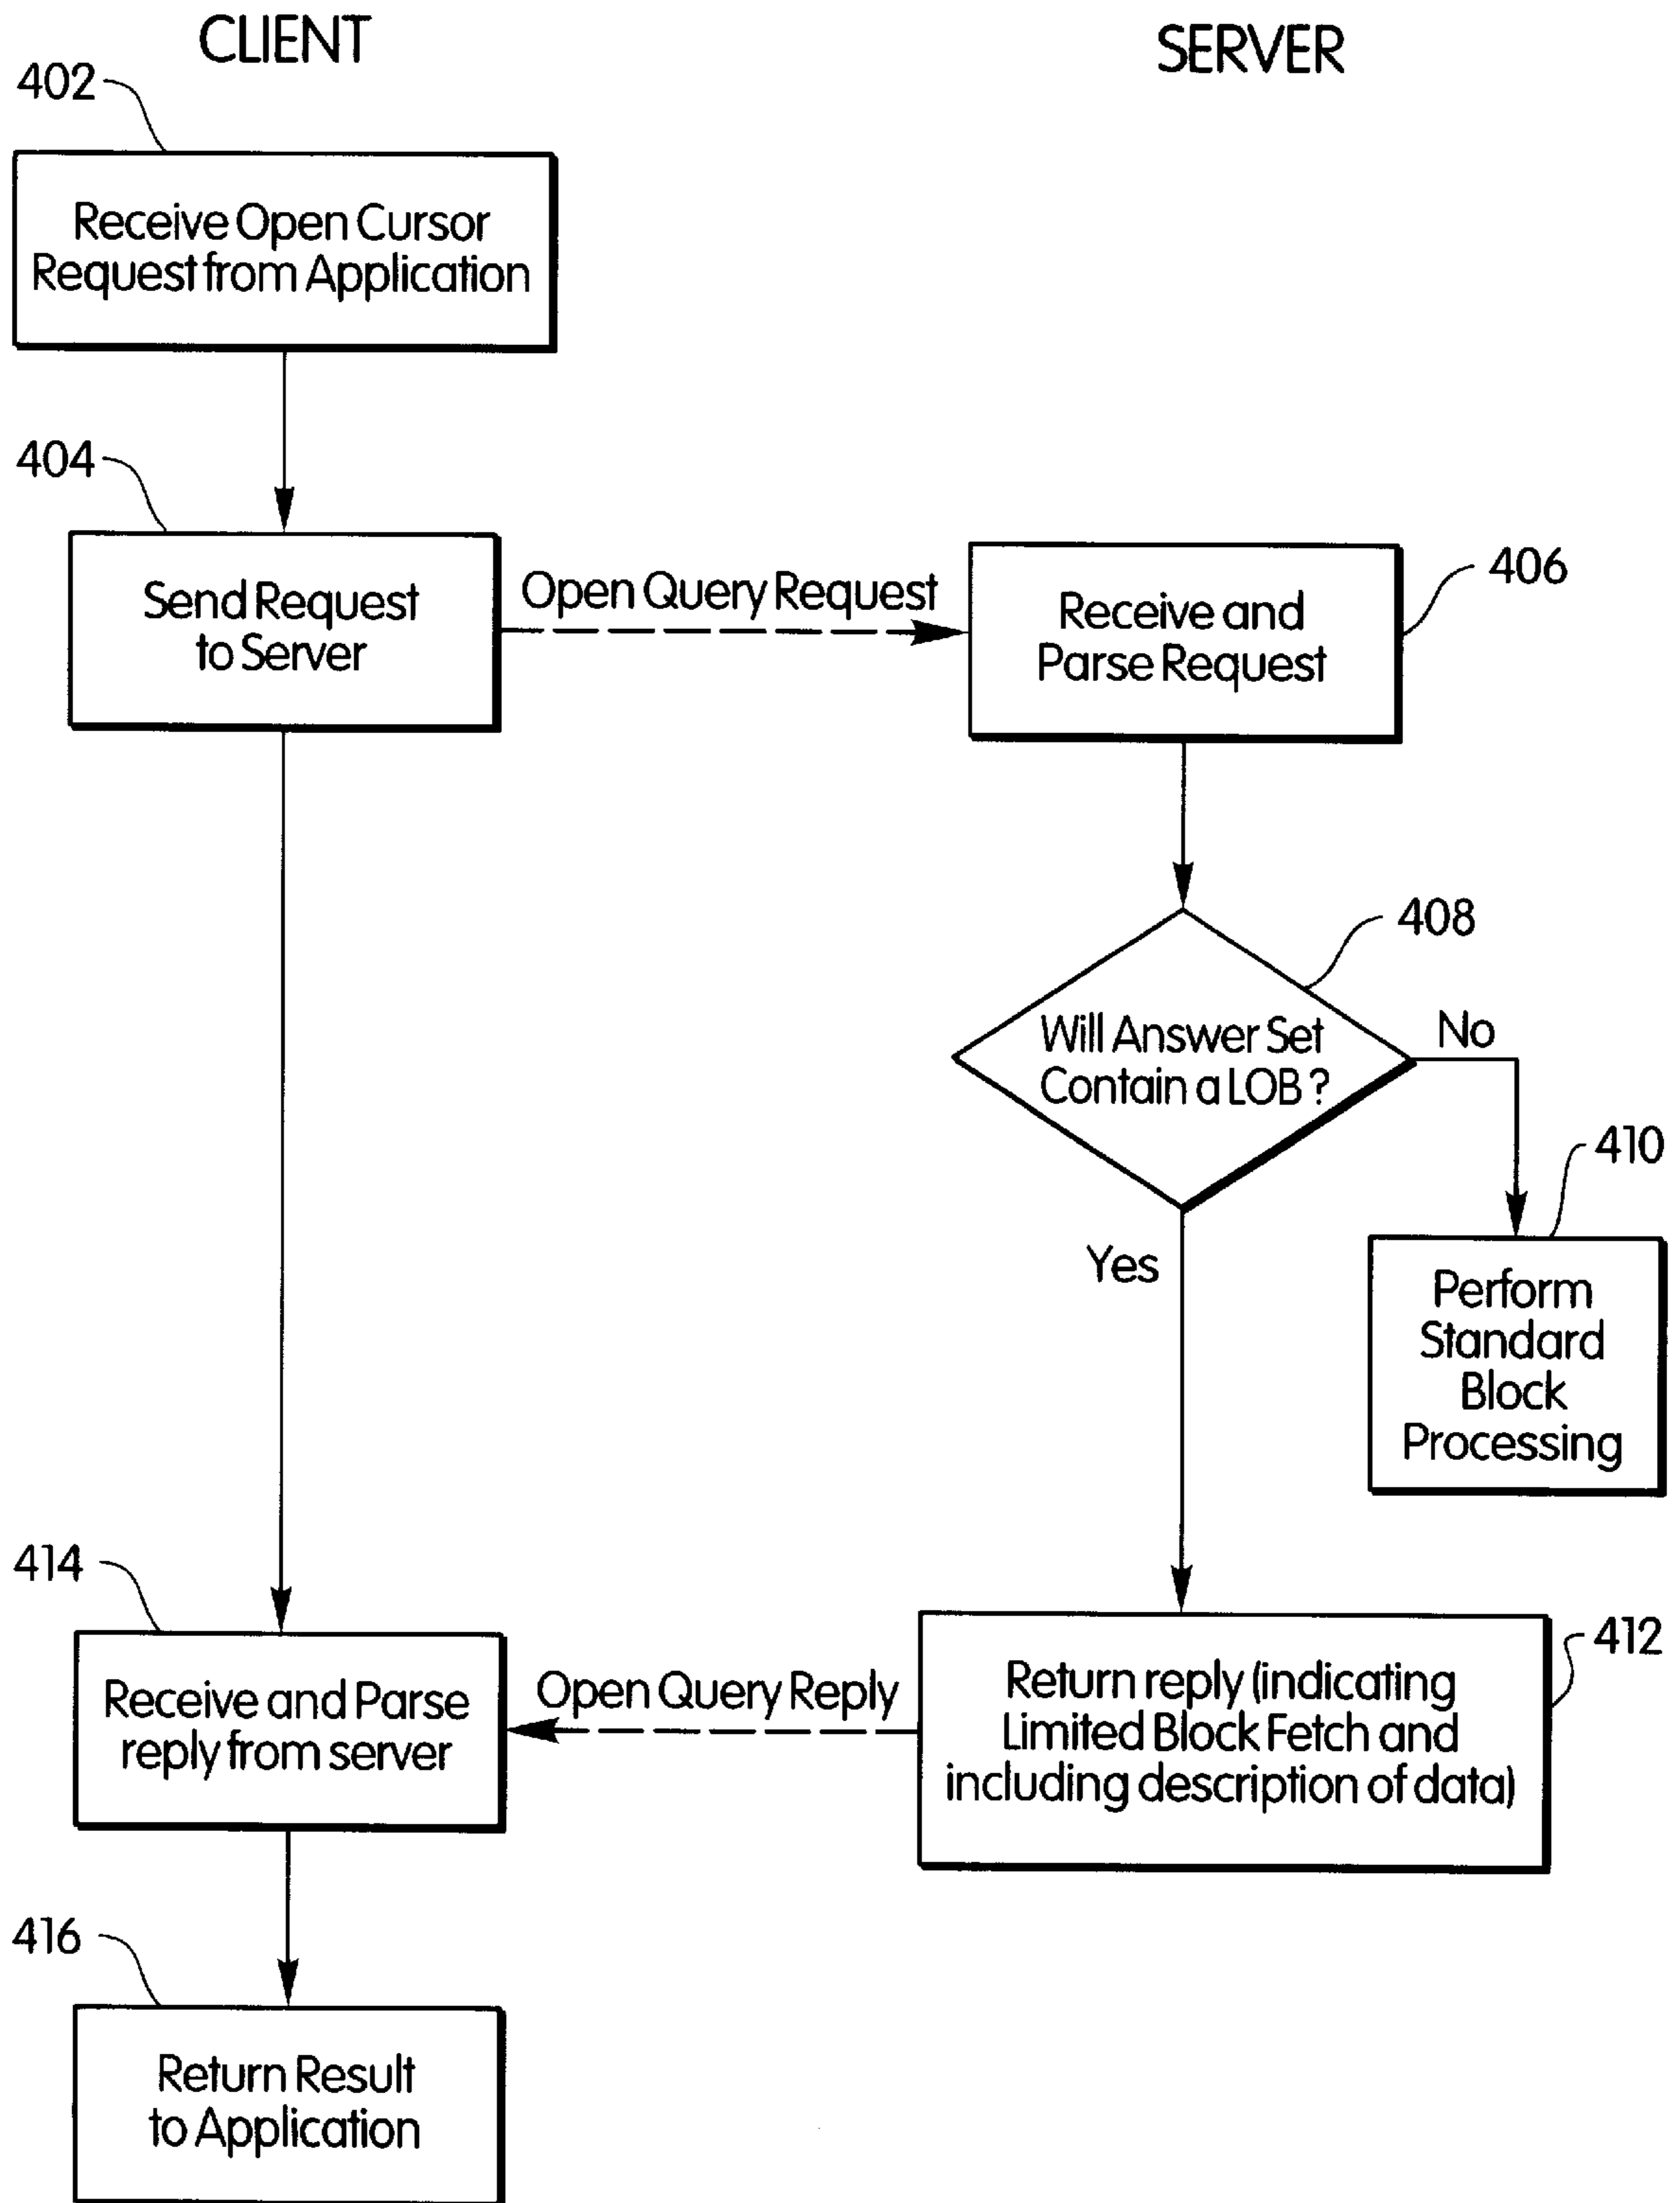 CLIENT
SERVER
402
Receive Open Cursor
Request from Application
404
Send Request
to Server
Open Query Request
406
Receive and
Parse Request
408
Will Answer Set
Contain a LOB?
No
Yes
410
Perform
Standard
Block
Processing
414
Receive and Parse
reply from server
Open Query Reply
412
Return reply (indicating
Limited Block Fetch and
including description of data)
416
Return Result
to Application